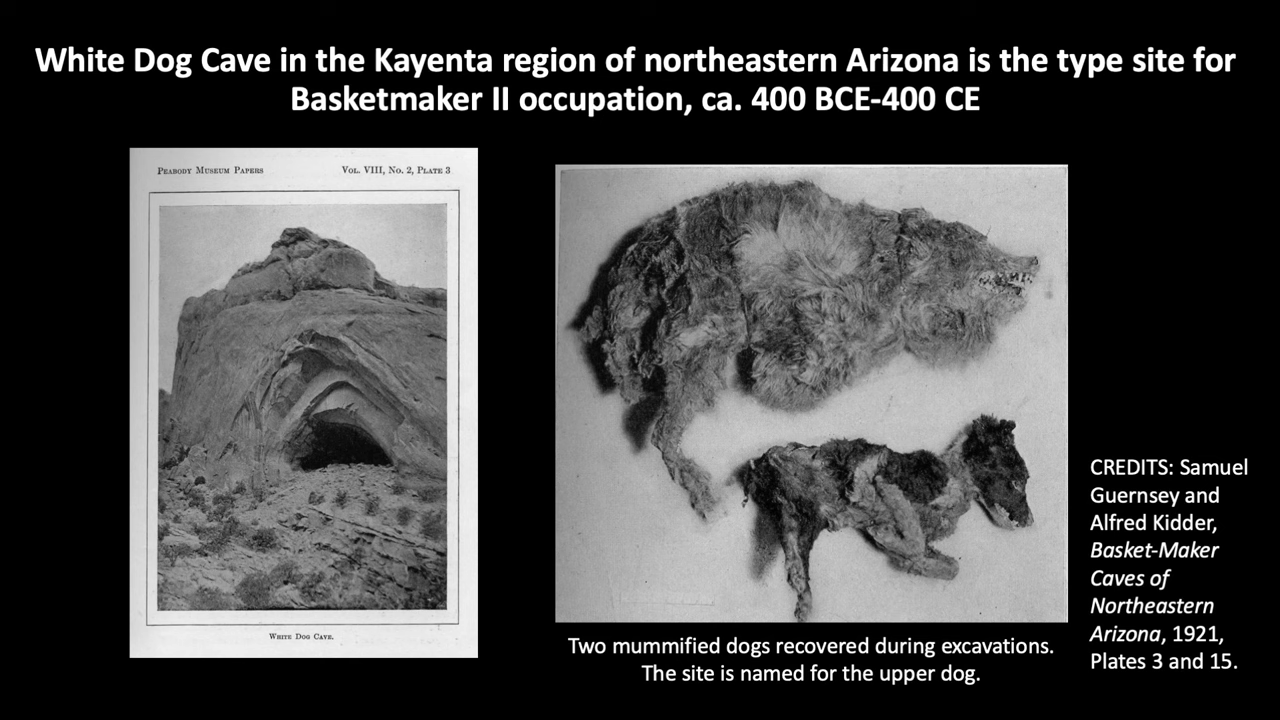 White Dog Cave in the Kayenta region of northeastern Arizona is the type site for
Basketmaker II occupation, ca. 400 BCE-400 CE
Peabody Museum Papers
Vol. VIII, No. 2, Plate 3
White Dog Cave.
Two mummified dogs recovered during excavations.
The site is named for the upper dog.
CREDITS: Samuel
Guernsey and
Alfred Kidder,
Basket-Maker
Caves of
Northeastern
Arizona, 1921,
Plates 3 and 15.